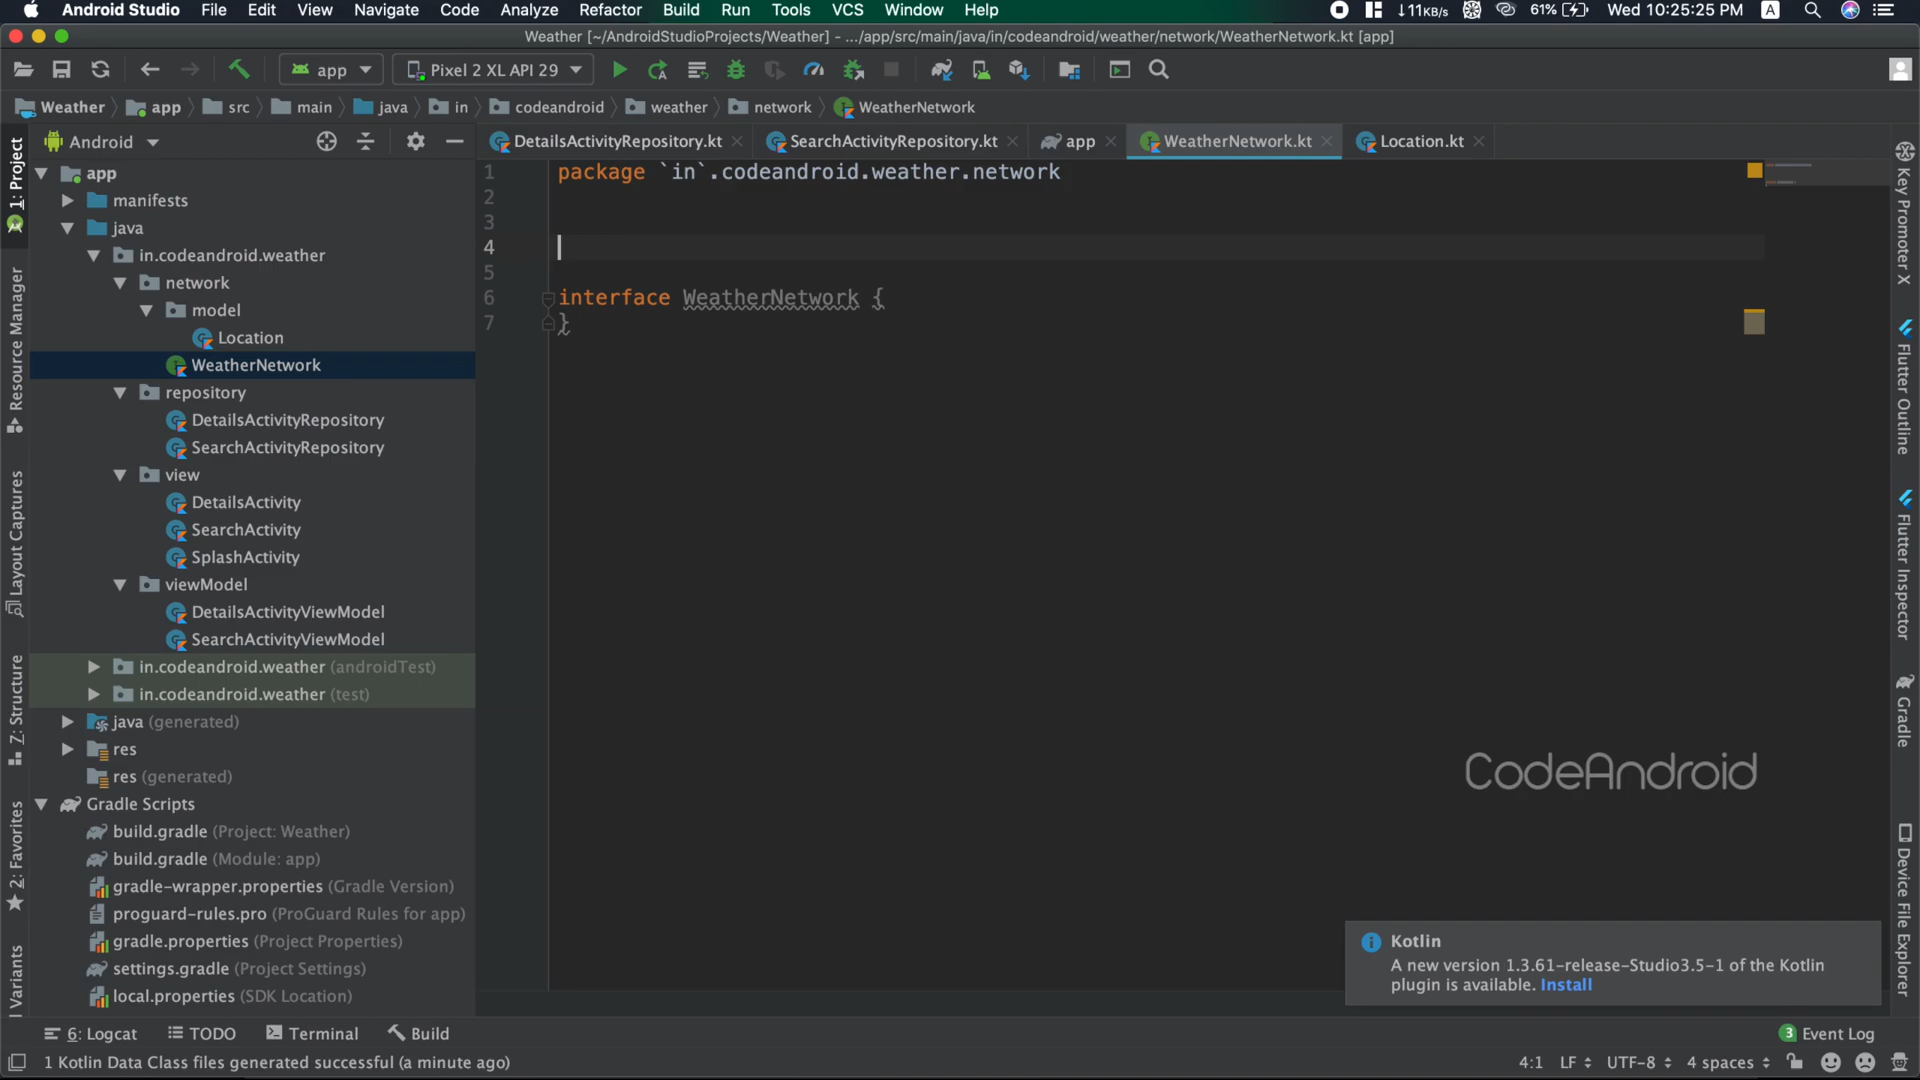 Android Studio File Edit View Navigate Code Analyze Refactor Build Run Tools VCS Window Help ↓11KB/s 61% Wed 10:25:25 PM A
Weather [~/AndroidStudioProjects/Weather] - .../app/src/main/java/in/codeandroid/weather/network/WeatherNetwork.kt [app]
app Pixel 2 XL API 29
Weather app src main java in codeandroid weather network WeatherNetwork
Android DetailsActivityRepository.kt SearchActivityRepository.kt app WeatherNetwork.kt Location.kt
1: Project
Resource Manager
Layout Captures
7: Structure
2: Favorites
Variants
app
manifests
java
in.codeandroid.weather
network
model
Location
WeatherNetwork
repository
DetailsActivityRepository
SearchActivityRepository
view
DetailsActivity
SearchActivity
SplashActivity
viewModel
DetailsActivityViewModel
SearchActivityViewModel
in.codeandroid.weather (androidTest)
in.codeandroid.weather (test)
java (generated)
res
res (generated)
Gradle Scripts
build.gradle (Project: Weather)
build.gradle (Module: app)
gradle-wrapper.properties (Gradle Version)
proguard-rules.pro (ProGuard Rules for app)
gradle.properties (Project Properties)
settings.gradle (Project Settings)
local.properties (SDK Location)
1 package `in`.codeandroid.weather.network
2
3
4
5
6 interface WeatherNetwork {
7 }
CodeAndroid
Kotlin
A new version 1.3.61-release-Studio3.5-1 of the Kotlin
plugin is available. Install
Key Promoter X
Flutter Outline
Flutter Inspector
Gradle
Device File Explorer
6: Logcat TODO Terminal Build 3 Event Log
1 Kotlin Data Class files generated successful (a minute ago) 4:1 LF UTF-8 4 spaces